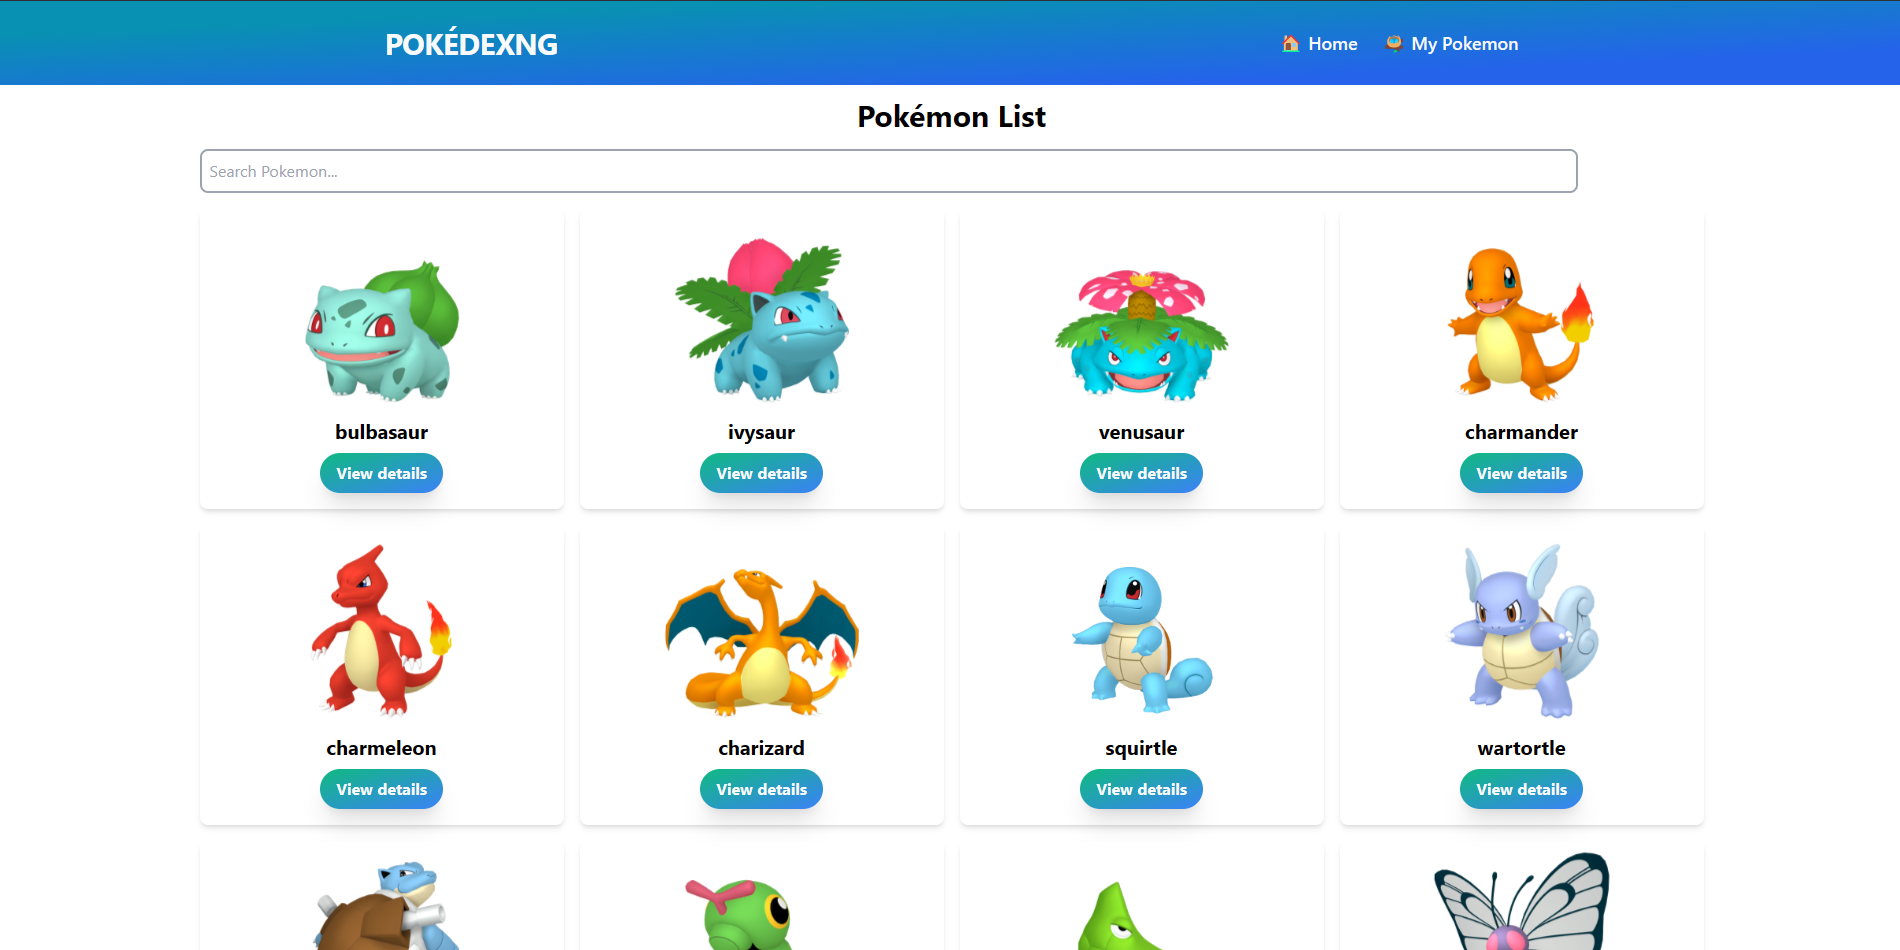 POKÉDEXNG
🏠 Home
My Pokemon
Pokémon List
Search Pokemon...
bulbasaur
ivysaur
venusaur
charmander
View details
View details
View details
View details
charmeleon
charizard
squirtle
wartortle
View details
View details
View details
View details